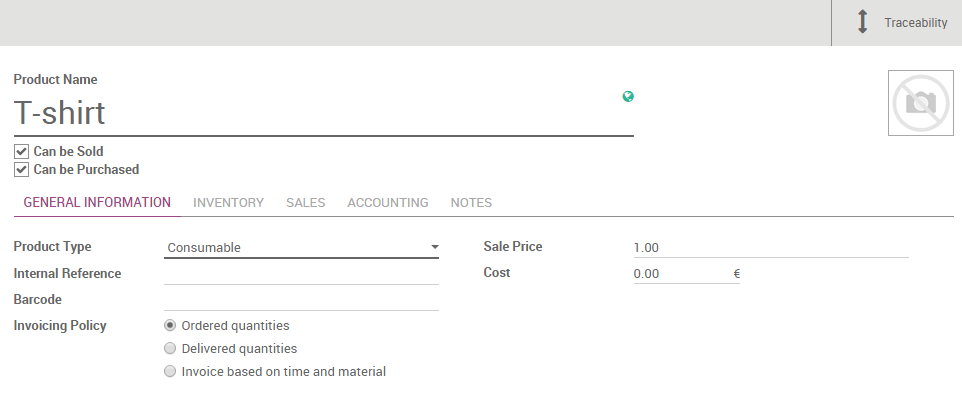 Traceability
Product Name
T-shirt
Can be Sold
Can be Purchased
GENERAL INFORMATION INVENTORY SALES ACCOUNTING NOTES
Product Type Consumable Sale Price 1.00
Internal Reference Cost 0.00 €
Barcode
Invoicing Policy Ordered quantities
Delivered quantities
Invoice based on time and material